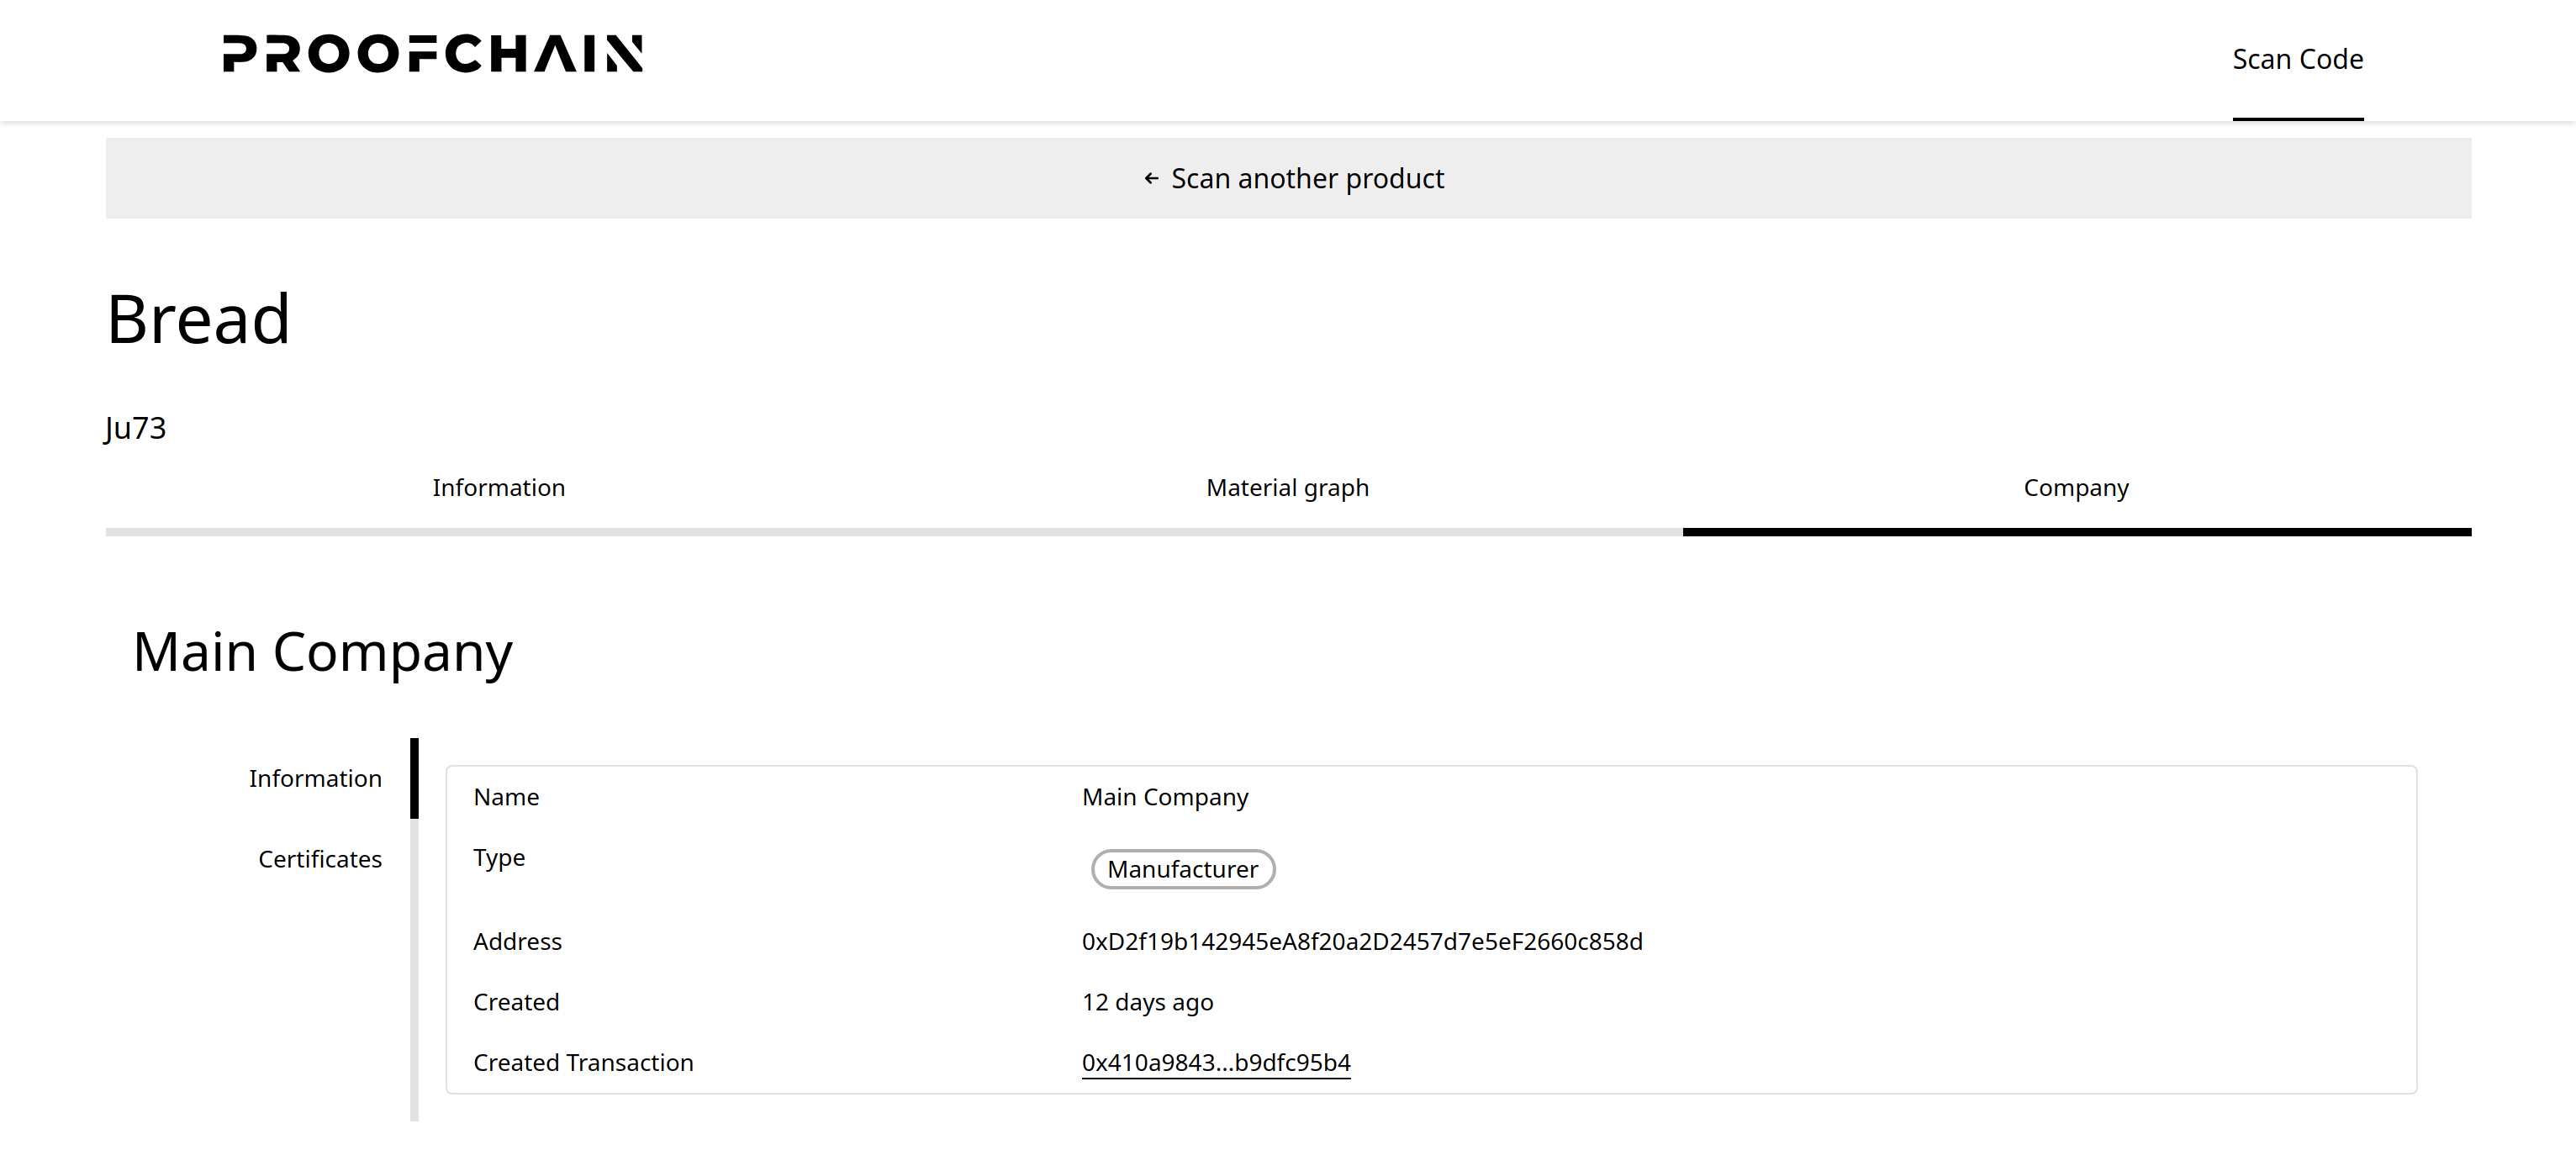 PROOFCHAIN
Scan Code
← Scan another product
Bread
Ju73
Information
Material graph
Company
Main Company
Information
Certificates
Name Main Company
Type Manufacturer
Address 0xD2f19b142945eA8f20a2D2457d7e5eF2660c858d
Created 12 days ago
Created Transaction 0x410a9843...b9dfc95b4